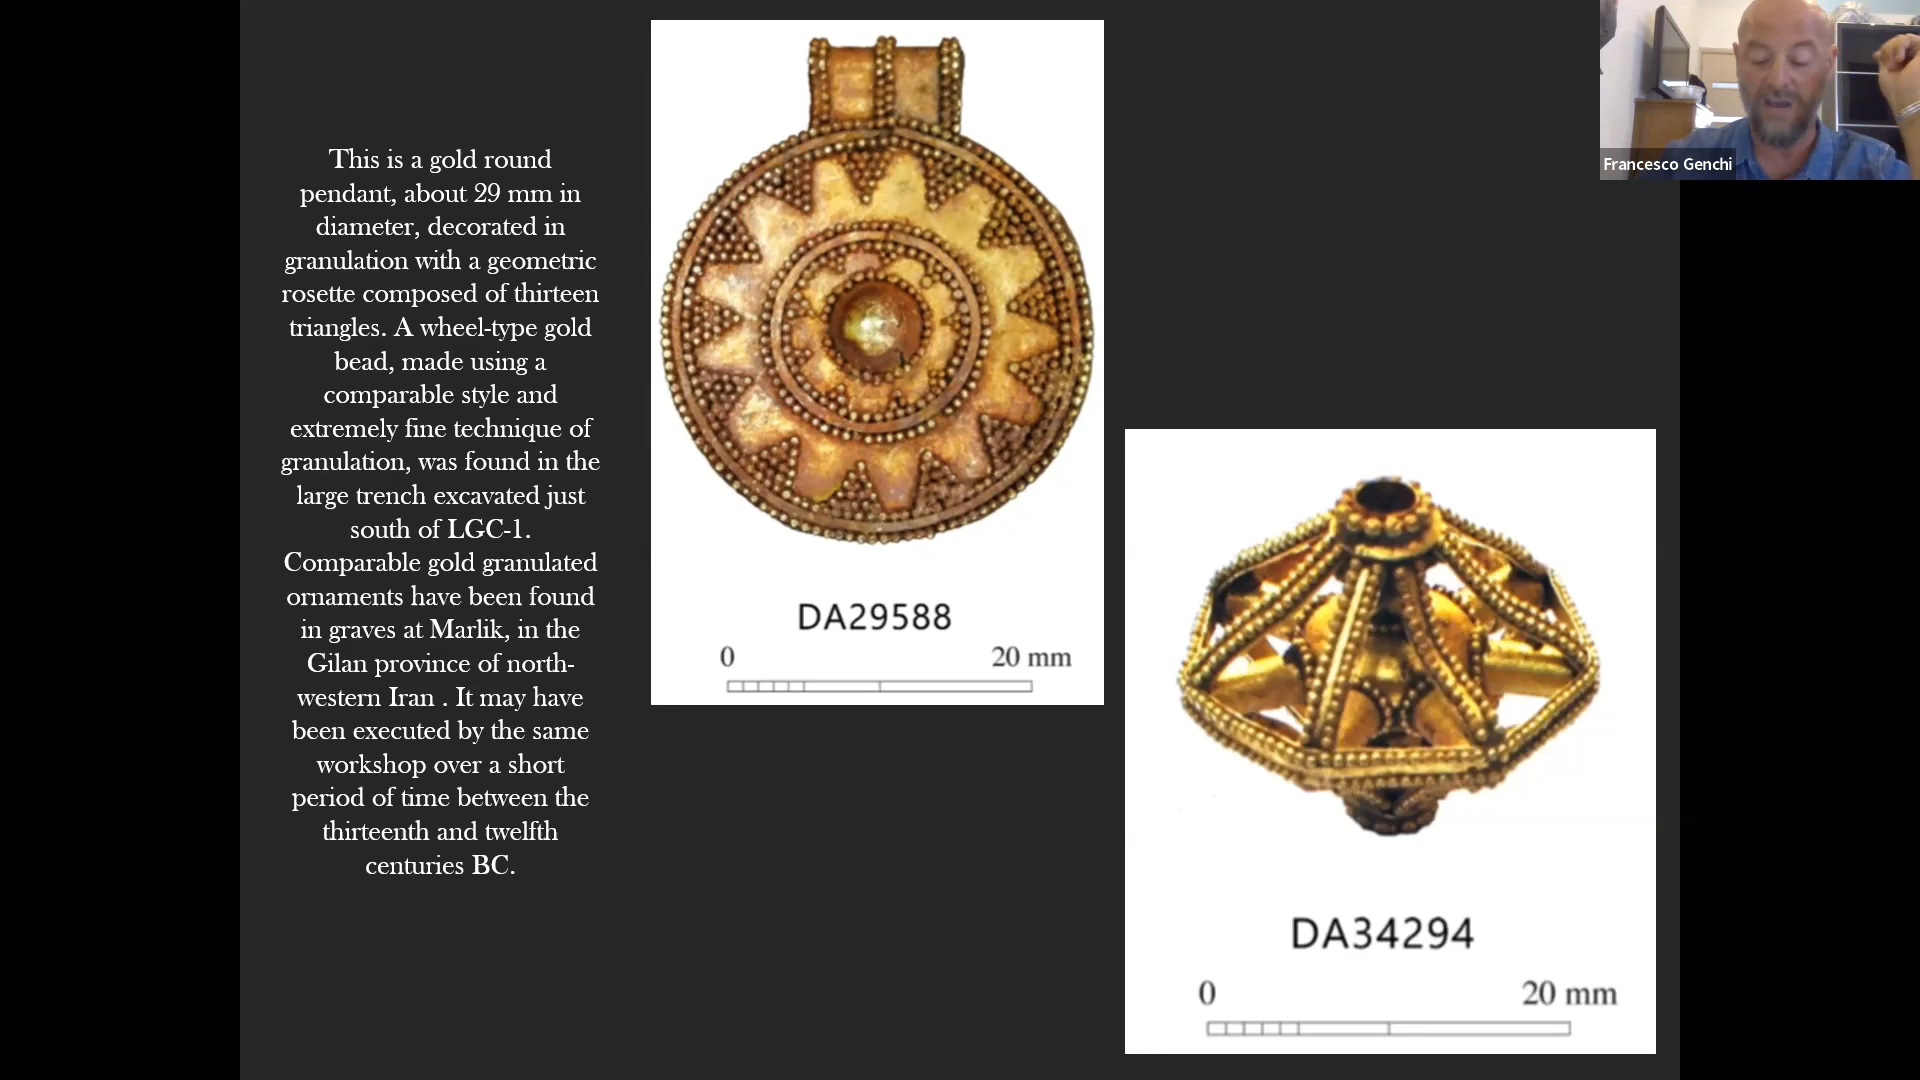 This is a gold round
pendant, about 29 mm in
diameter, decorated in
granulation with a geometric
rosette composed of thirteen
triangles. A wheel-type gold
bead, made using a
comparable style and
extremely fine technique of
granulation, was found in the
large trench excavated just
south of LGC-1.
Comparable gold granulated
ornaments have been found
in graves at Marlik, in the
Gilan province of north-
western Iran . It may have
been executed by the same
workshop over a short
period of time between the
thirteenth and twelfth
centuries BC.
DA29588
0 20 mm
DA34294
0 20 mm
Francesco Genchi